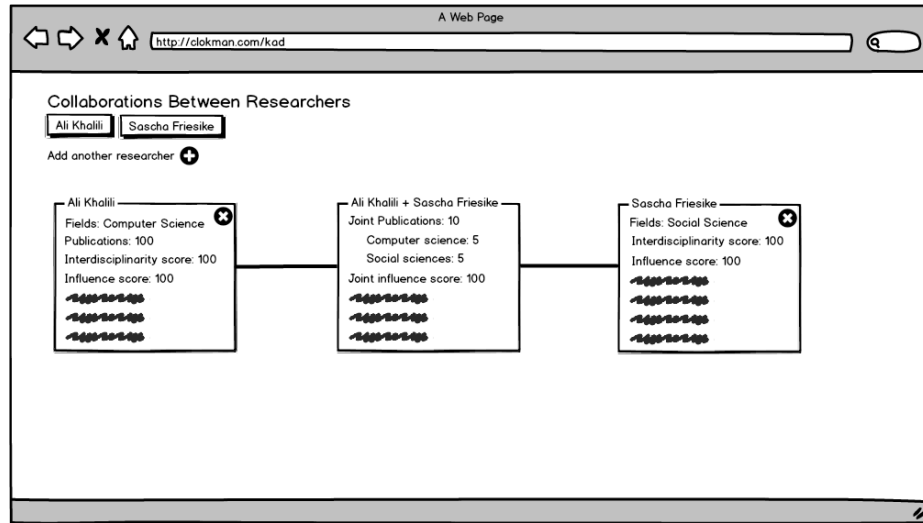 A Web Page
http://clokman.com/kad
Collaborations Between Researchers
Ali Khalili
Sascha Friesike
Add another researcher
Ali Khalili
Fields: Computer Science
Publications: 100
Interdisciplinarity score: 100
Influence score: 100
Ali Khalili + Sascha Friesike
Joint Publications: 10
Computer science: 5
Social sciences: 5
Joint influence score: 100
Sascha Friesike
Fields: Social Science
Interdisciplinarity score: 100
Influence score: 100